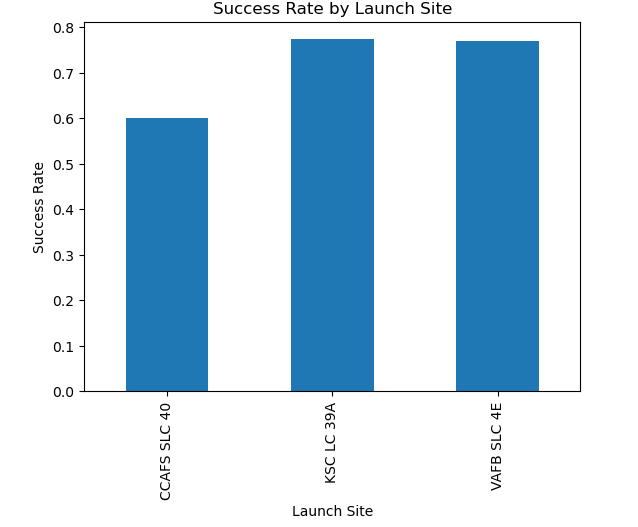 Success Rate by Launch Site
Success Rate
0.8
0.7
0.6
0.5
0.4
0.3
0.2
0.1
0.0
CCAFS SLC 40
KSC LC 39A
VAFB SLC 4E
Launch Site